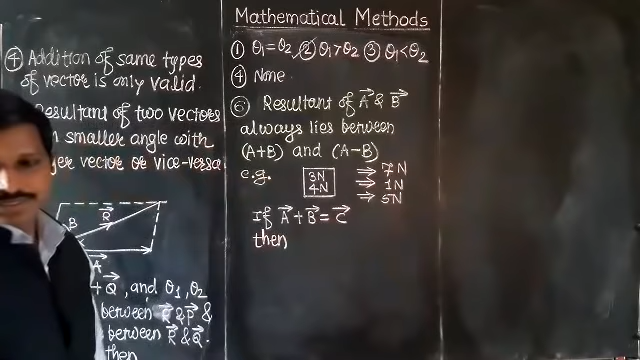 ④ Addition of same types
of vector is only valid.
Resultant of two vectors
smaller angle with
vector or vice-versa
R⃗
B
A⃗
+ Q⃗, and θ₁, θ₂
between R⃗ & P⃗ &
between R⃗ & Q⃗.
then
Mathematical Methods
① θ₁=θ₂ ② θ₁>θ₂ ③ θ₁<θ₂
④ None
⑥ Resultant of A⃗ & B⃗
always lies between
(A+B) and (A-B)
e.g. 3N ⇒ 7N
4N ⇒ 1N
⇒ 5N
If A⃗+B⃗=C⃗
then